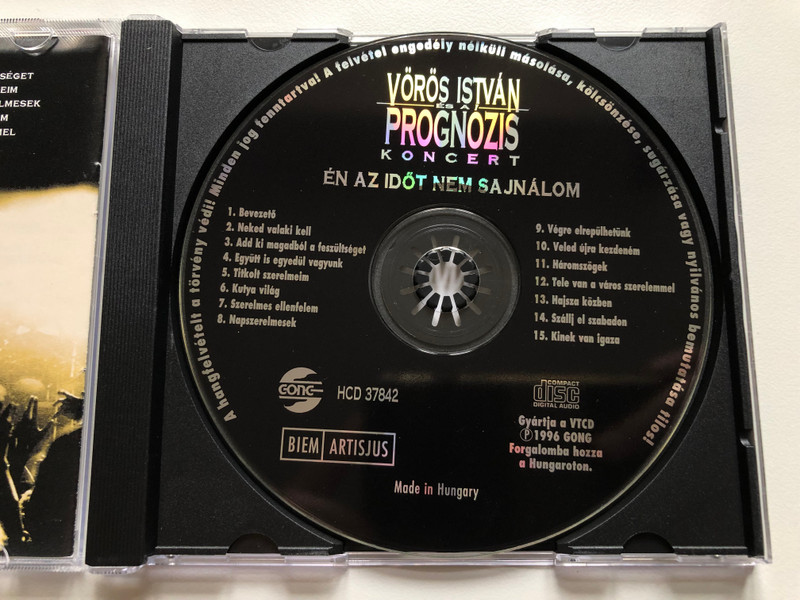 SÉGET
EIM
LMESEK
M
MEL
A hangfelvételt a törvény védi! Minden jog fenntartva! A felvétel engedély nélküli másolása, kölcsönzése, sugárzása vagy nyilvános bemutatása tilos!
VÖRÖS ISTVÁN
ÉS A
PROGNÓZIS
KONCERT
ÉN AZ IDŐT NEM SAJNÁLOM
1. Bevezető
2. Neked valaki kell
3. Add ki magadból a feszültséget
4. Együtt is egyedül vagyunk
5. Titkolt szerelmeim
6. Kutya világ
7. Szerelmes ellenfelem
8. Napszerelmesek
9. Végre elrepülhetünk
10. Veled újra kezdeném
11. Háromszögek
12. Tele van a város szerelemmel
13. Hajsza közben
14. Szállj el szabadon
15. Kinek van igaza
GONG
HCD 37842
BIEM ARTISJUS
COMPACT
disc
DIGITAL AUDIO
Gyártja a VTCD
Ⓟ1996 GONG
Forgalomba hozza
a Hungaroton.
Made in Hungary